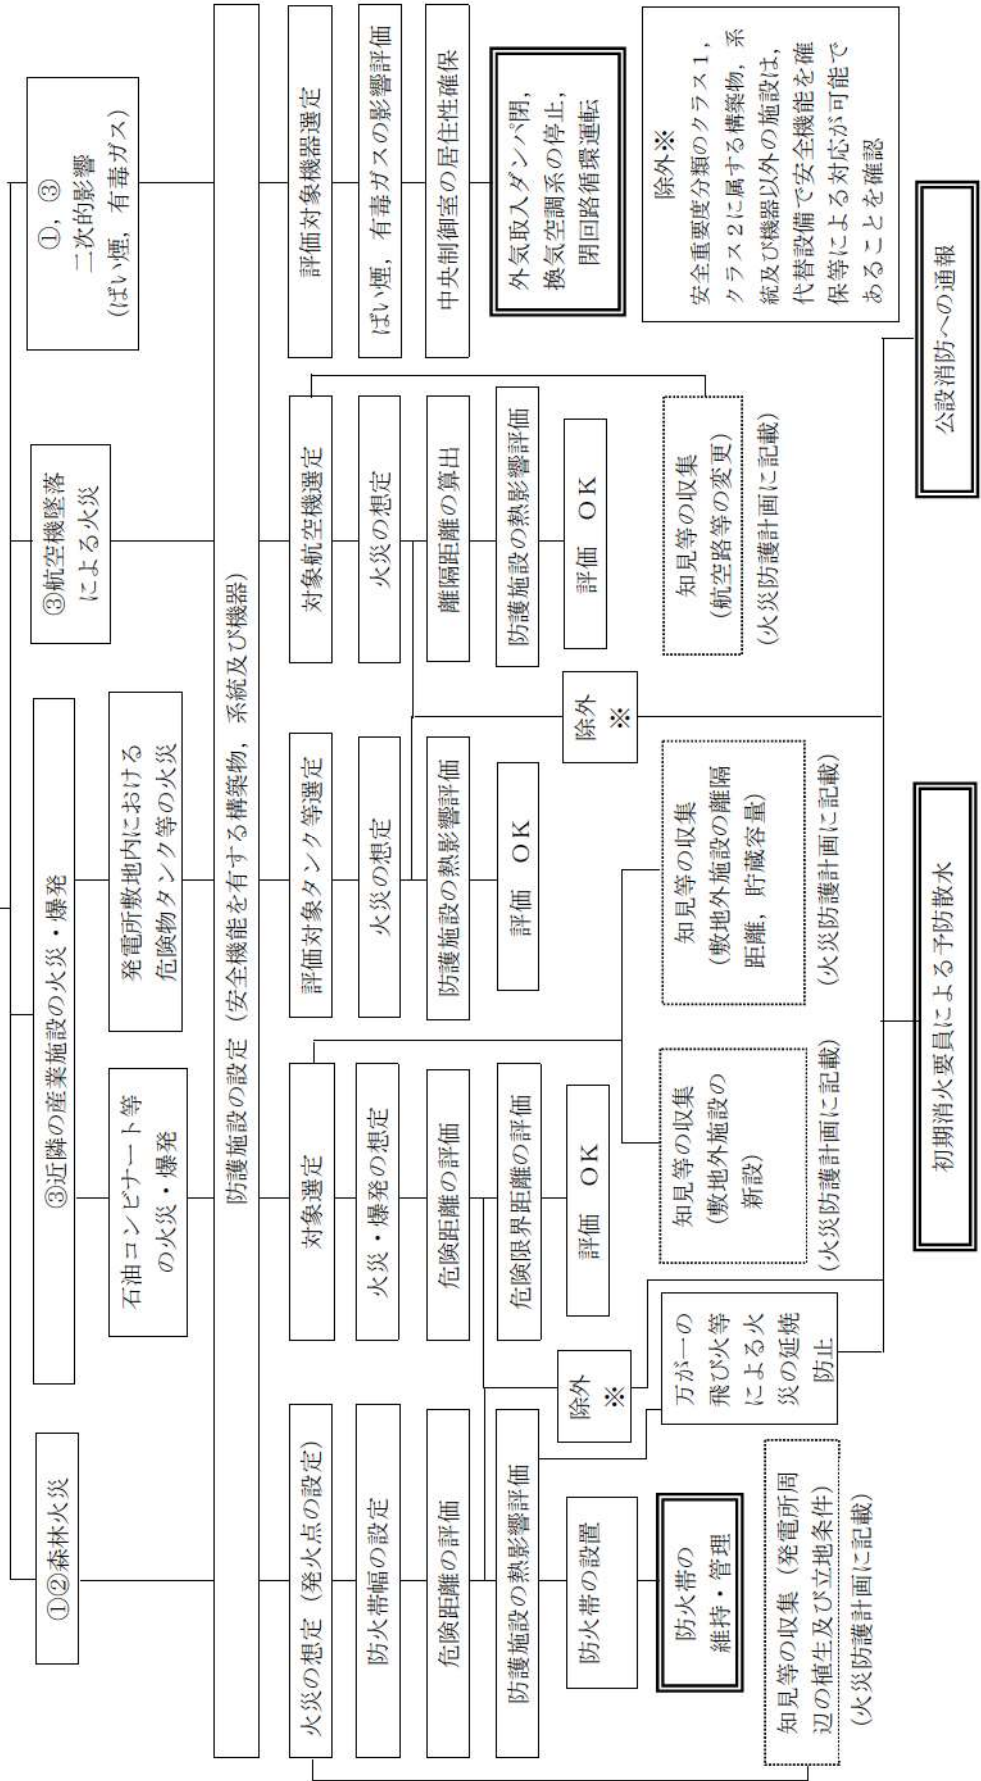 ①②森林火災
③近隣の産業施設の火災・爆発
石油コンビナート等
の火災・爆発
発電所敷地内における
危険物タンク等の火災
③航空機墜落
による火災
①，③
二次的影響
(ばい煙，有毒ガス)
防護施設の設定（安全機能を有する構築物，系統及び機器）
火災の想定（発火点の設定）
防火帯幅の設定
危険距離の評価
防護施設の熱影響評価
防火帯の設置
防火帯の
維持・管理
知見等の収集（発電所周
辺の植生及び立地条件）
(火災防護計画に記載)
除外
※
万が一の
飛び火等
による火
災の延焼
防止
対象選定
火災・爆発の想定
危険距離の評価
危険限界距離の評価
評価　OK
知見等の収集
(敷地外施設の
新設)
(火災防護計画に記載)
評価対象タンク等選定
火災の想定
防護施設の熱影響評価
評価　OK
知見等の収集
(敷地外施設の離隔
距離，貯蔵容量)
(火災防護計画に記載)
除外
※
対象航空機選定
火災の想定
離隔距離の算出
防護施設の熱影響評価
評価　OK
知見等の収集
(航空路等の変更)
(火災防護計画に記載)
評価対象機器選定
ばい煙，有毒ガスの影響評価
中央制御室の居住性確保
外気取入ダンパ閉，
換気空調系の停止，
閉回路循環運転
除外※
安全重要度分類のクラス１，
クラス２に属する構築物，系
統及び機器以外の施設は，
代替設備で安全機能を確
保等による対応が可能で
あることを確認
初期消火要員による予防散水
公設消防への通報